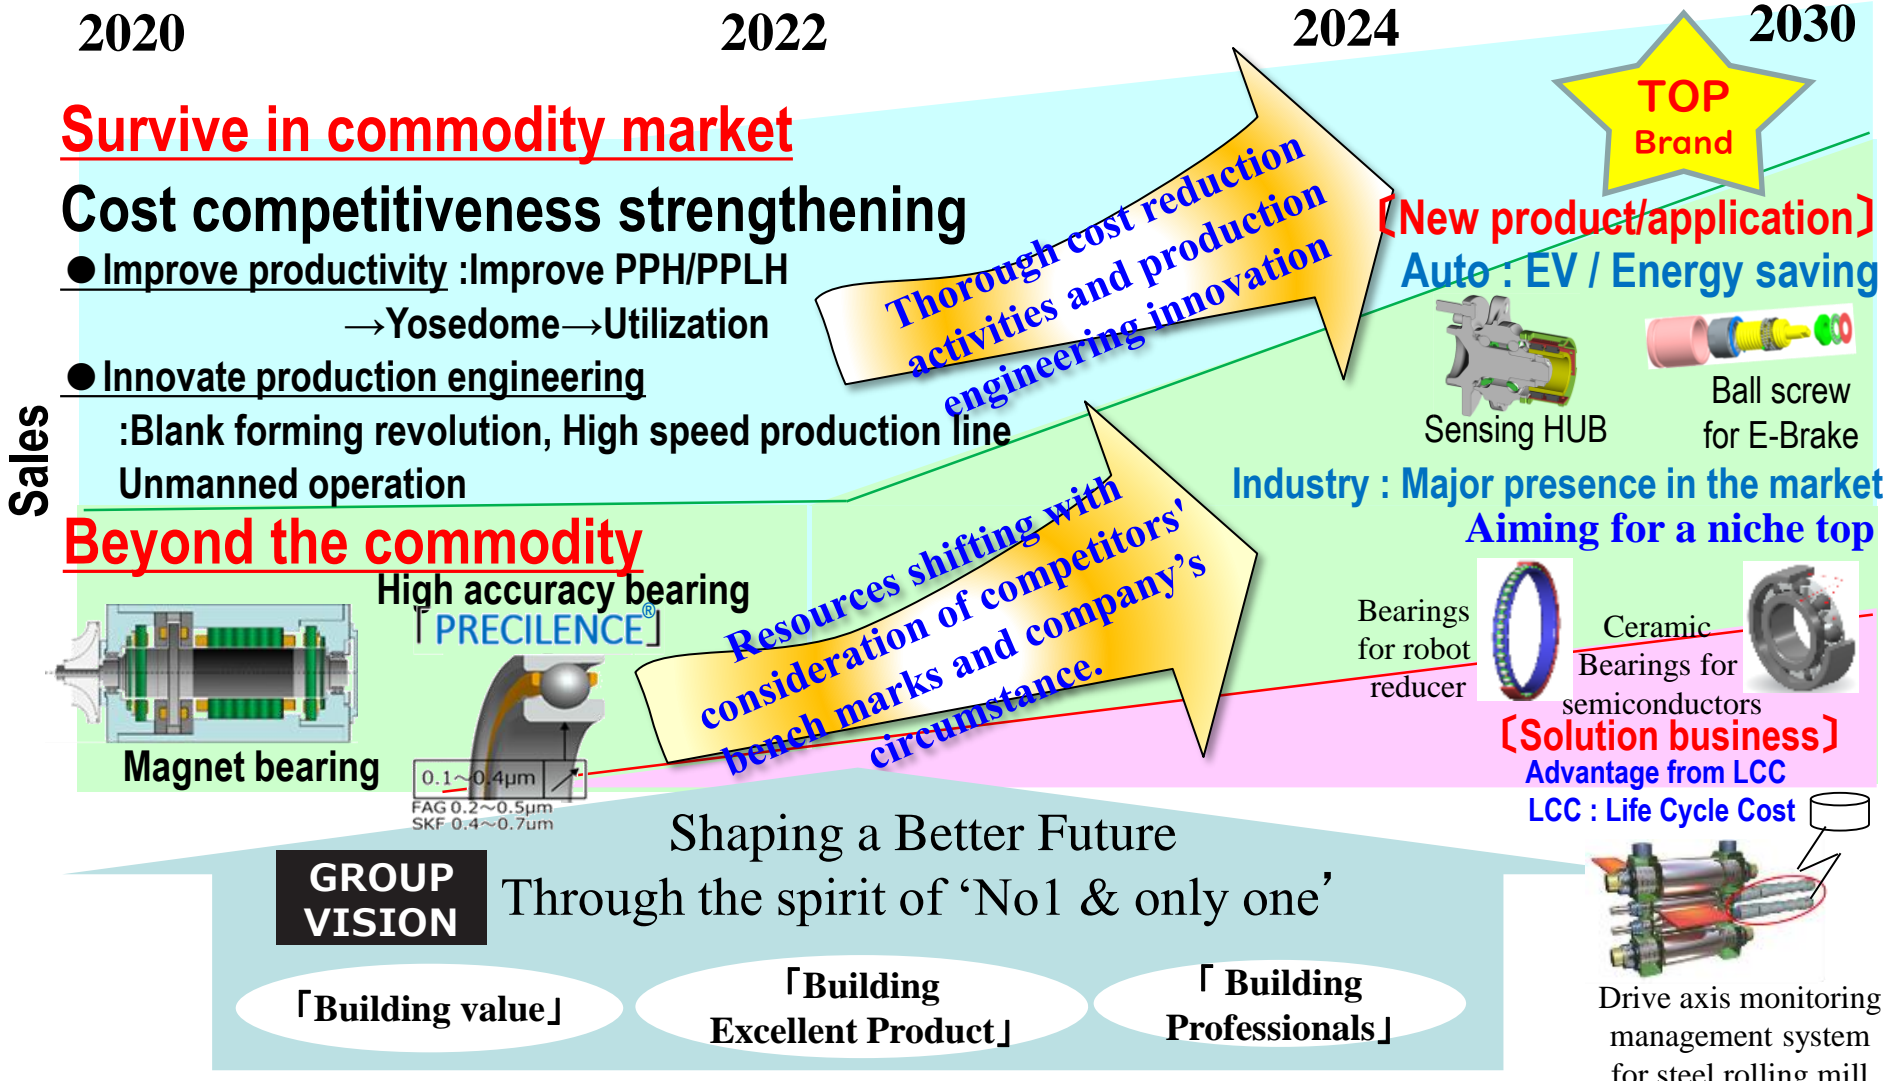 2020
2022
2024
2030
TOP
Brand
Survive in commodity market
Cost competitiveness strengthening
●Improve productivity :Improve PPH/PPLH
→Yosedome→Utilization
●Innovate production engineering
:Blank forming revolution, High speed production line
Unmanned operation
Sales
Thorough cost reduction
activities and production
engineering innovation
〔New product/application〕
Auto : EV / Energy saving
Sensing HUB
Ball screw
for E-Brake
Industry : Major presence in the market
Aiming for a niche top
Beyond the commodity
High accuracy bearing
「PRECILENCE®」
Magnet bearing
0.1～0.4μm
FAG 0.2～0.5μm
SKF 0.4～0.7μm
Resources shifting with
consideration of competitors'
bench marks and company’s
circumstance.
Bearings
for robot
reducer
Ceramic
Bearings for
semiconductors
〔Solution business〕
Advantage from LCC
LCC : Life Cycle Cost
Drive axis monitoring
management system
for steel rolling mill
GROUP
VISION
Shaping a Better Future
Through the spirit of ‘No1 & only one’
「Building value」
「Building
Excellent Product」
「 Building
Professionals」